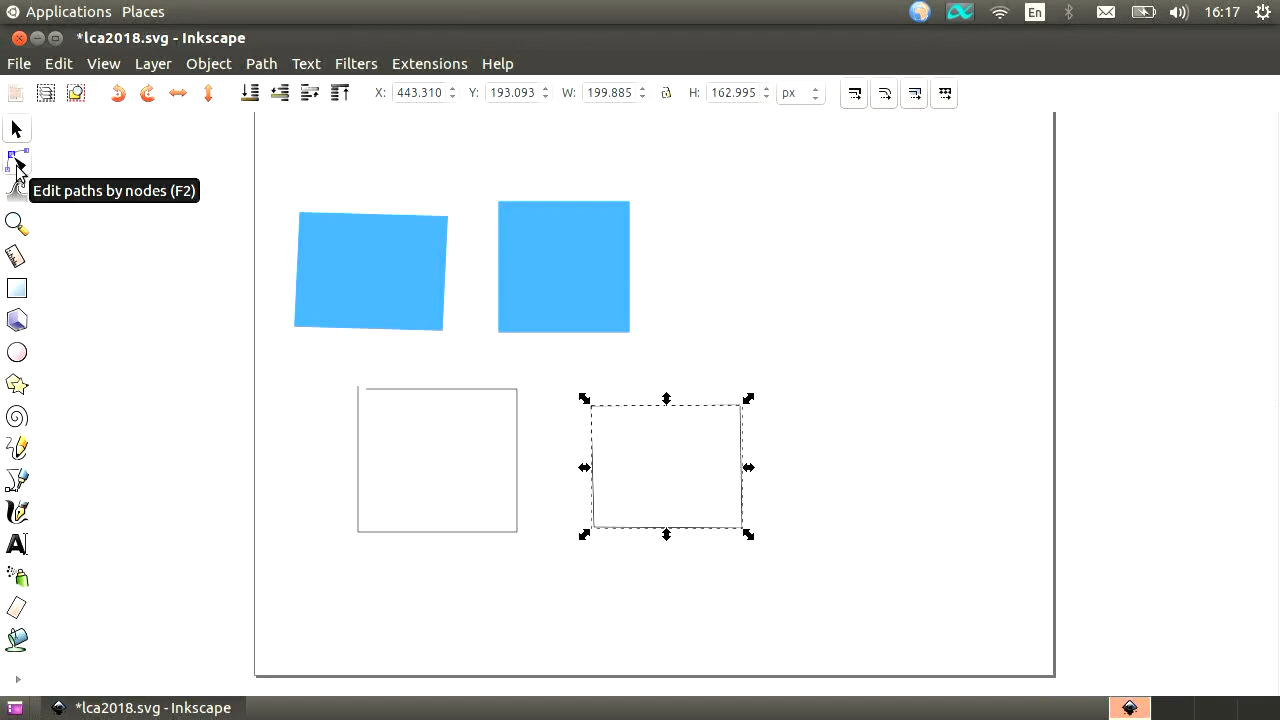 Applications Places En 16:17
*lca2018.svg - Inkscape
File Edit View Layer Object Path Text Filters Extensions Help
X: 443.310 Y: 193.093 W: 199.885 H: 162.995 px
Edit paths by nodes (F2)
*lca2018.svg - Inkscape